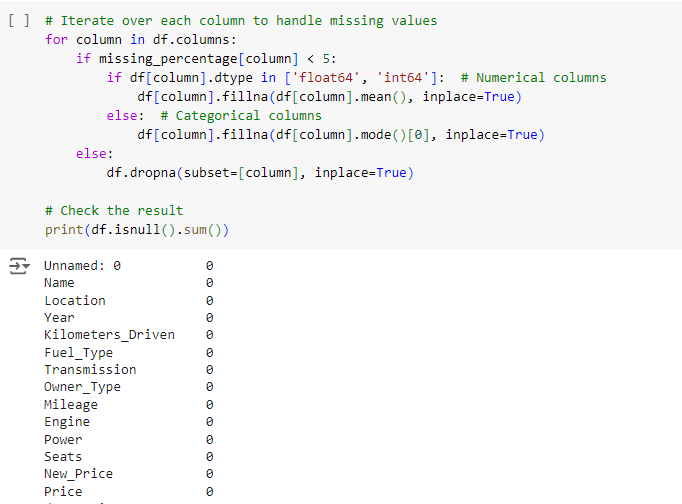 [ ] # Iterate over each column to handle missing values
for column in df.columns:
    if missing_percentage[column] < 5:
        if df[column].dtype in ['float64', 'int64']:  # Numerical columns
            df[column].fillna(df[column].mean(), inplace=True)
        else:  # Categorical columns
            df[column].fillna(df[column].mode()[0], inplace=True)
    else:
        df.dropna(subset=[column], inplace=True)

# Check the result
print(df.isnull().sum())
Unnamed: 0           0
Name                 0
Location             0
Year                 0
Kilometers_Driven    0
Fuel_Type            0
Transmission         0
Owner_Type           0
Mileage              0
Engine               0
Power                0
Seats                0
New_Price            0
Price                0